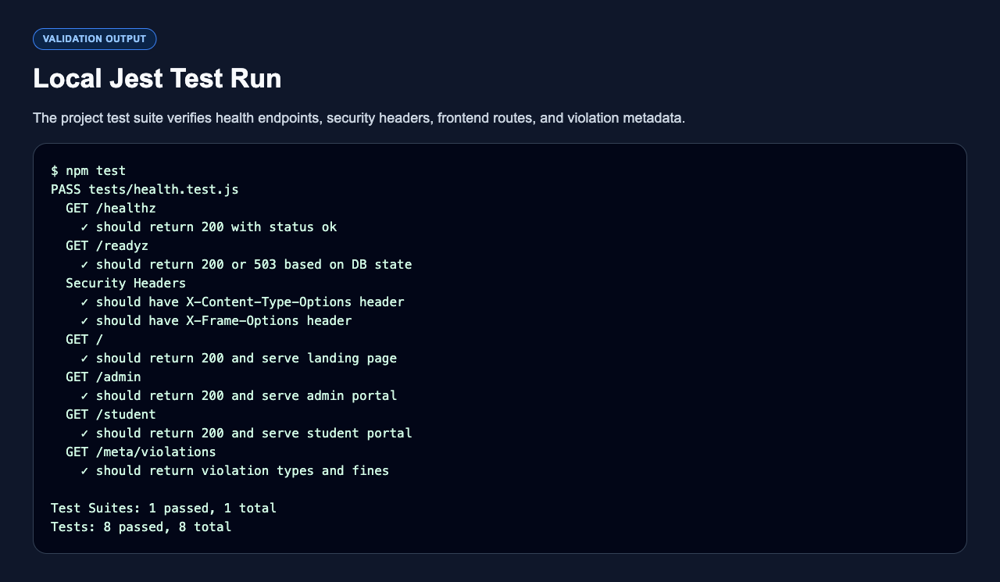 VALIDATION OUTPUT
Local Jest Test Run
The project test suite verifies health endpoints, security headers, frontend routes, and violation metadata.
$ npm test
PASS tests/health.test.js
  GET /healthz
    ✓ should return 200 with status ok
  GET /readyz
    ✓ should return 200 or 503 based on DB state
  Security Headers
    ✓ should have X-Content-Type-Options header
    ✓ should have X-Frame-Options header
  GET /
    ✓ should return 200 and serve landing page
  GET /admin
    ✓ should return 200 and serve admin portal
  GET /student
    ✓ should return 200 and serve student portal
  GET /meta/violations
    ✓ should return violation types and fines
Test Suites: 1 passed, 1 total
Tests: 8 passed, 8 total